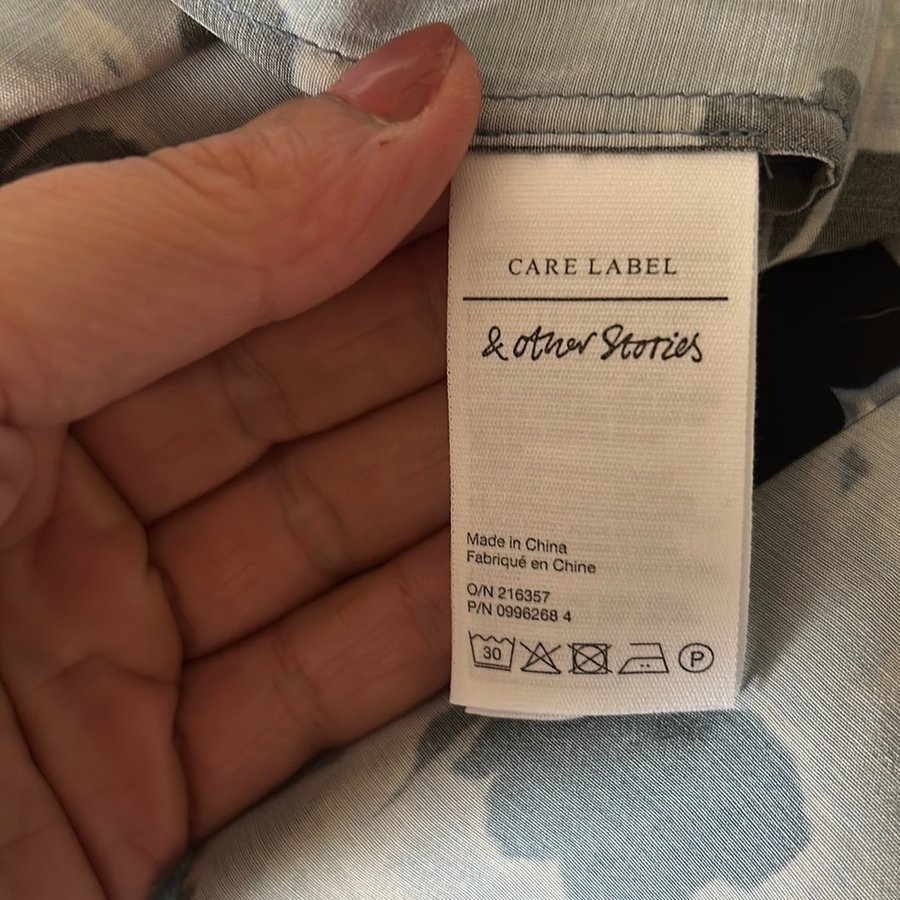 CARE LABEL
& other Stories
Made in China
Fabriqué en Chine
O/N 216357
P/N 0996268 4
30 P